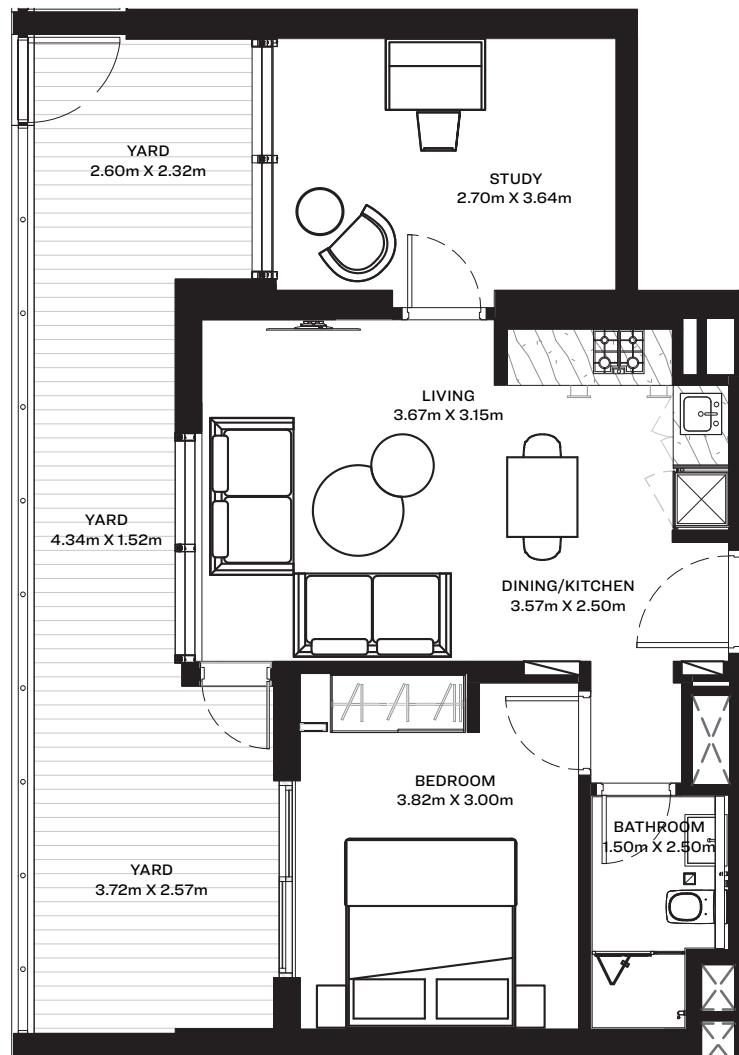 YARD
2.60m X 2.32m
STUDY
2.70m X 3.64m
LIVING
3.67m X 3.15m
YARD
4.34m X 1.52m
DINING/KITCHEN
3.57m X 2.50m
BEDROOM
3.82m X 3.00m
BATHROOM
1.50m X 2.50m
YARD
3.72m X 2.57m